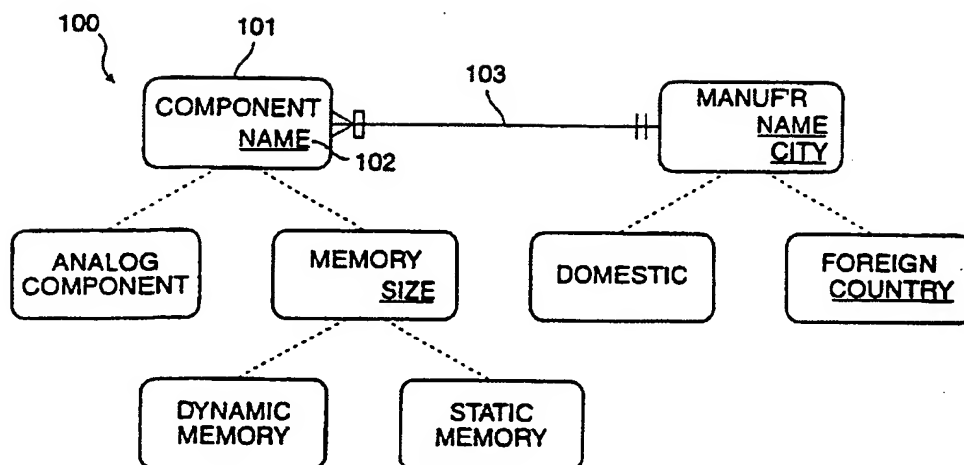 100
101
COMPONENT
NAME
102
103
MANUF'R
NAME
CITY
ANALOG
COMPONENT
MEMORY
SIZE
DOMESTIC
FOREIGN
COUNTRY
DYNAMIC
MEMORY
STATIC
MEMORY